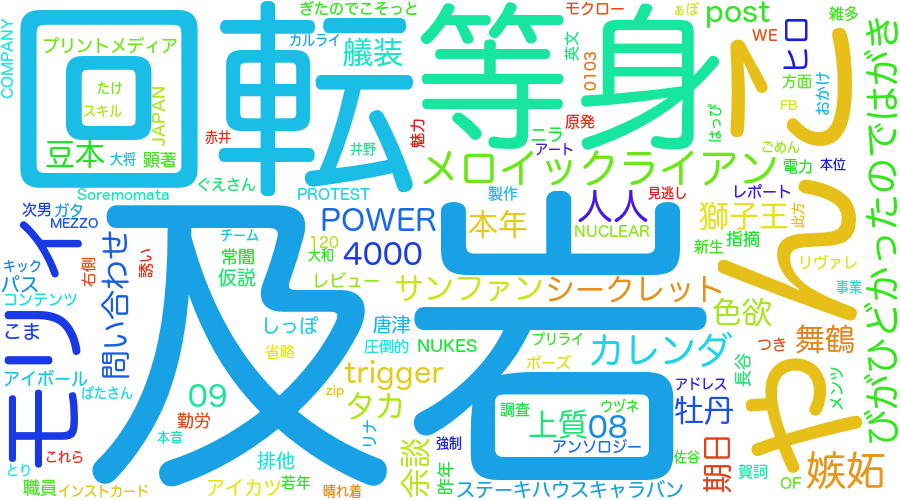 回転
等身
やんこ
及岩
ぎたのでこそっと
モクロー
ぁぼ
post
WE
ヒロ
雑多
COMPANY
プリントメディア
カルライ
艤装
英文
0103
方面
おかけ
たけ
スキル
JAPAN
FB
はっぴ
びがひどかったのではがき
赤井
魅力
原発
ニラ
アート
ごめん
豆本
大将
顕著
ぐえさん
井野
メロイックライアン
電力
本位
Soremomata
PROTEST
製作
見逃し
レポート
次男
ガタ
MEZZO
モリィ
問い合わせ
チーム
POWER
本年
人人
獅子王
此方
NUCLEAR
120
大和
4000
新生
指摘
常闇
キック
右側
誘い
仮説
レビュー
サンファン
シークレット
リヴァレ
事業
パス
コンテンツ
こま
しっぽ
唐津
色欲
圧倒的
NUKES
プリライ
カレンダ
つき
舞鶴
省略
ポーズ
長谷
アイボール
trigger
アドレス
メンツ
ぱたさん
zip
09
タカ
牡丹
勤労
調査
ウヅネ
上質
08
本音
リナ
強制
アンソロジー
これら
余談
期日
嫉妬
佐谷
とり
排他
昨年
賀詞
OF
職員
インストカード
アイカツ
若年
晴れ着
ステーキハウスキャラバン